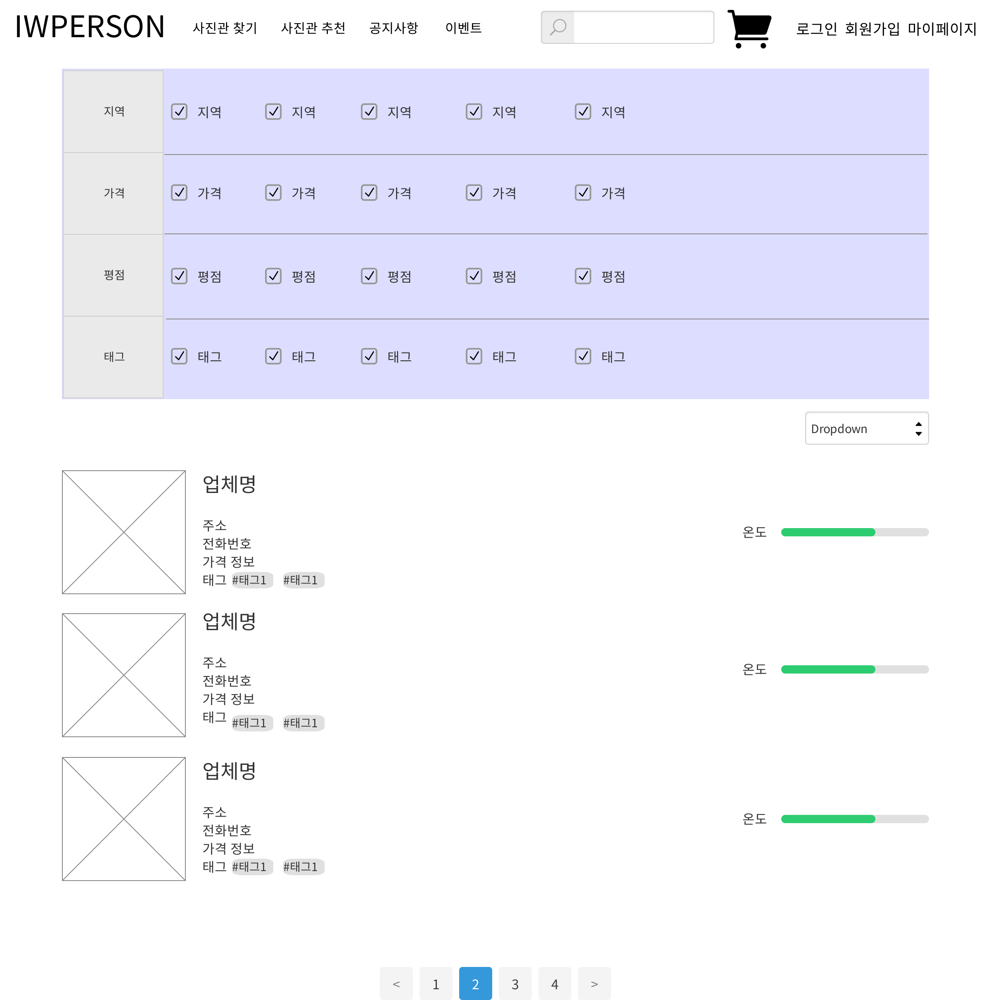 IWPERSON 사진관 찾기 사진관 추천 공지사항 이벤트 로그인 회원가입 마이페이지
지역 지역 지역 지역 지역 지역
가격 가격 가격 가격 가격 가격
평점 평점 평점 평점 평점 평점
태그 태그 태그 태그 태그 태그
Dropdown
업체명
주소
온도
전화번호
가격 정보
태그 #태그1 #태그1
업체명
주소
온도
전화번호
가격 정보
태그 #태그1 #태그1
업체명
주소
온도
전화번호
가격 정보
태그 #태그1 #태그1
< 1 2 3 4 >